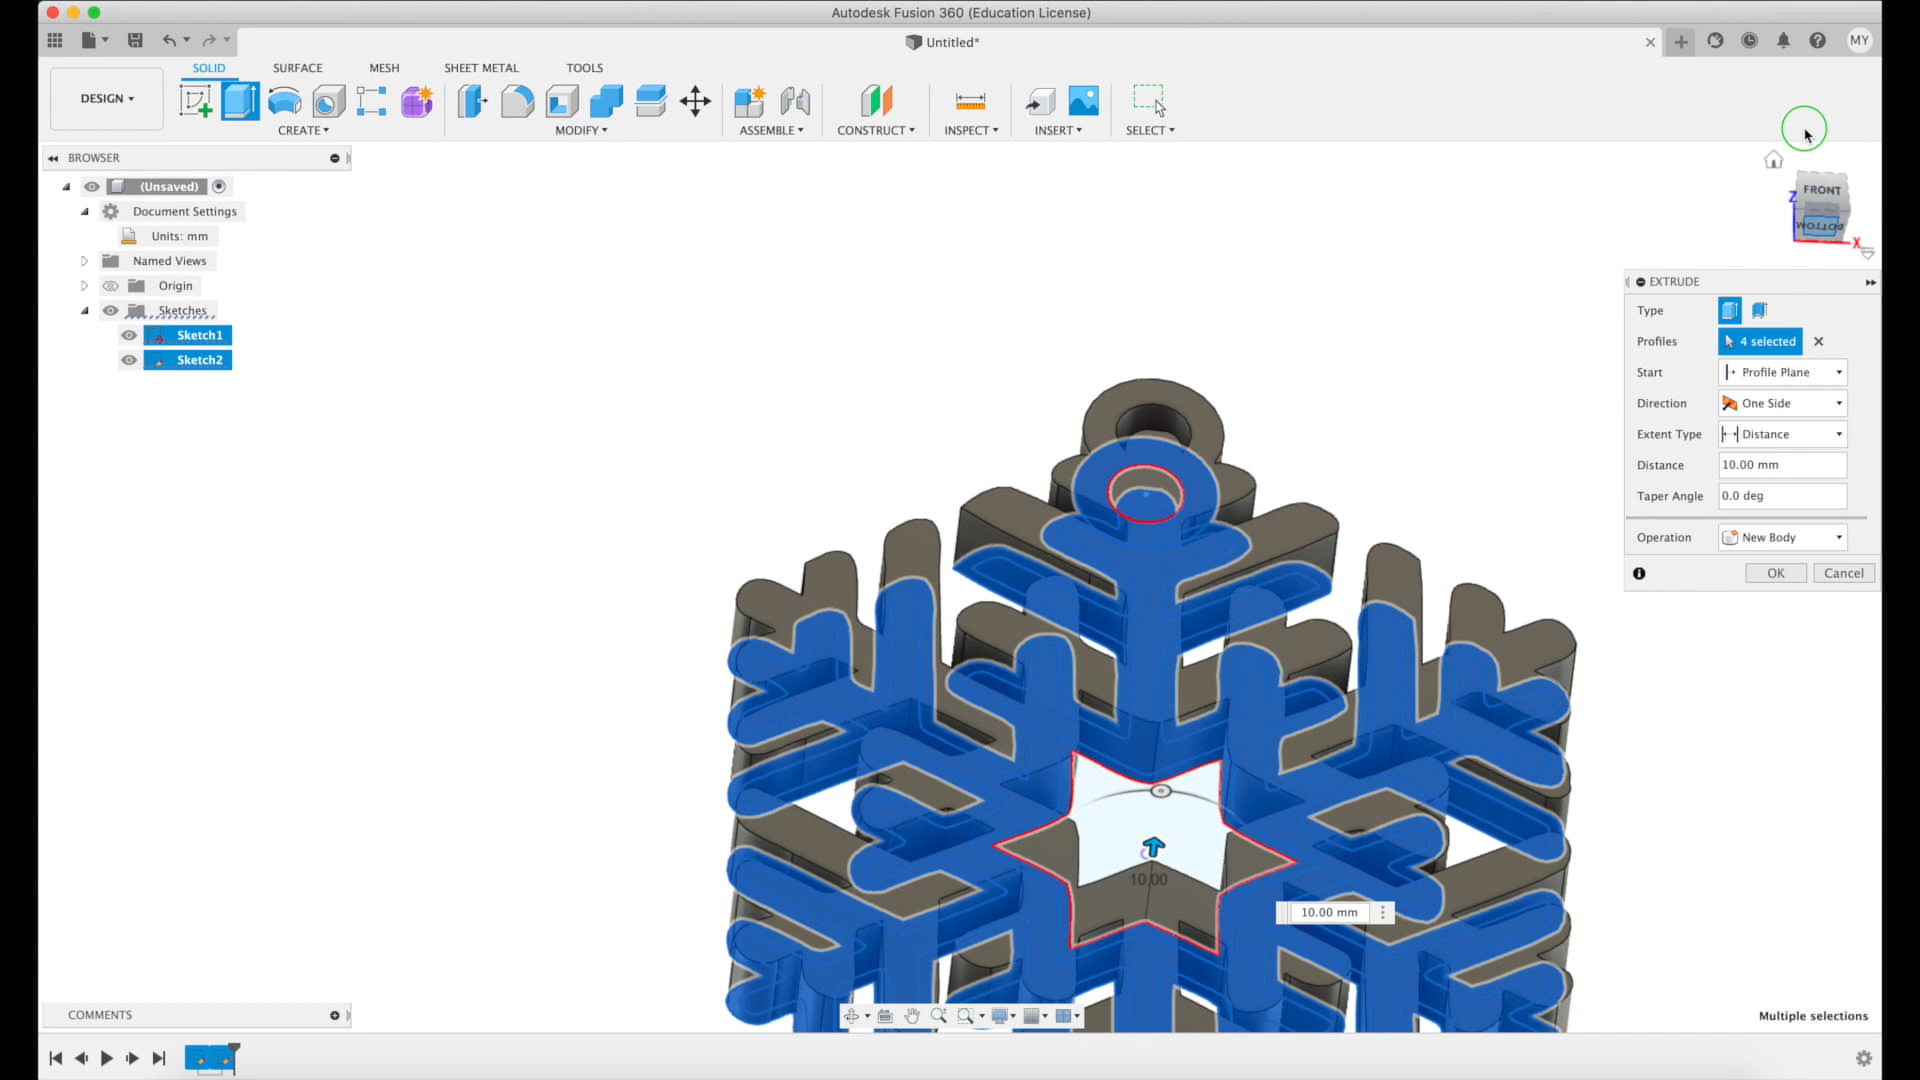 Autodesk Fusion 360 (Education License)
Untitled*
MY
DESIGN
SOLID
SURFACE
MESH
SHEET METAL
TOOLS
CREATE
MODIFY
ASSEMBLE
CONSTRUCT
INSPECT
INSERT
SELECT
BROWSER
(Unsaved)
Document Settings
Units: mm
Named Views
Origin
Sketches
Sketch1
Sketch2
FRONT
BOTTOM
Z
X
EXTRUDE
Type
Profiles
4 selected
Start
Profile Plane
Direction
One Side
Extent Type
Distance
Distance
10.00 mm
Taper Angle
0.0 deg
Operation
New Body
OK
Cancel
10.00
10.00 mm
COMMENTS
Multiple selections